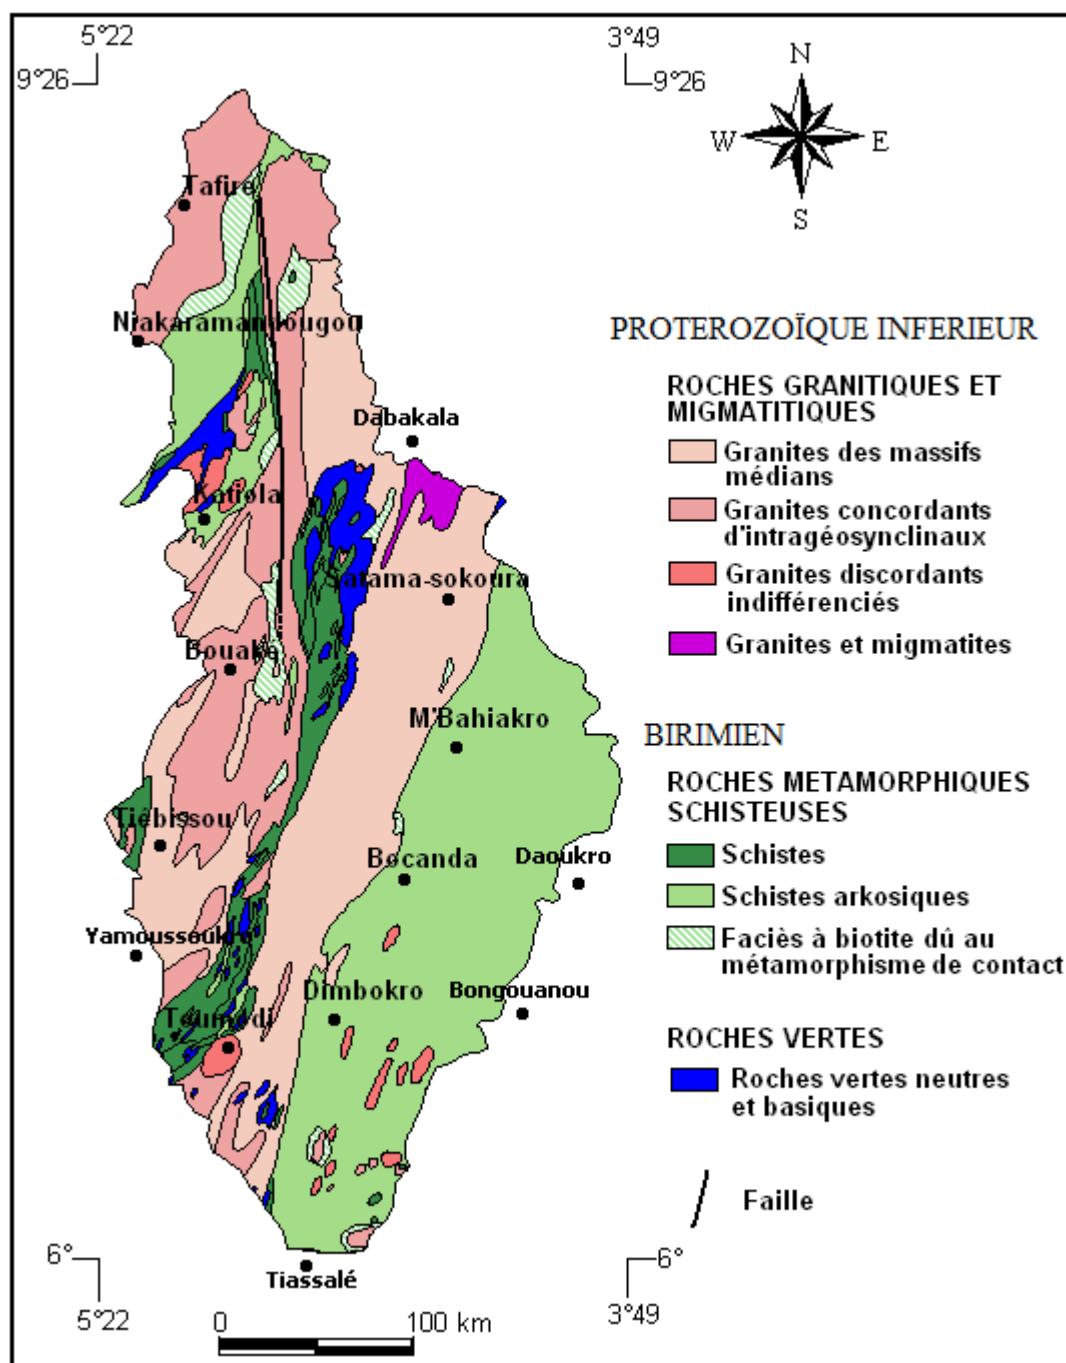 5°22
3°49
9°26
9°26
N
W
E
S
Tafire
Niakaramandougou
Dabakala
Katiola
Satama-sokoura
Bouake
M'Bahiakro
Tiébissou
Bocanda
Daoukro
Yamoussoukro
Dimbokro
Bongouanou
Toumodi
Tiassalé
PROTEROZOÏQUE INFERIEUR
ROCHES GRANITIQUES ET
MIGMATITIQUES
Granites des massifs
médians
Granites concordants
d'intragéosynclinaux
Granites discordants
indifférenciés
Granites et migmatites
BIRIMIEN
ROCHES METAMORPHIQUES
SCHISTEUSES
Schistes
Schistes arkosiques
Faciès à biotite dû au
métamorphisme de contact
ROCHES VERTES
Roches vertes neutres
et basiques
Faille
6°
6°
5°22
3°49
0
100 km